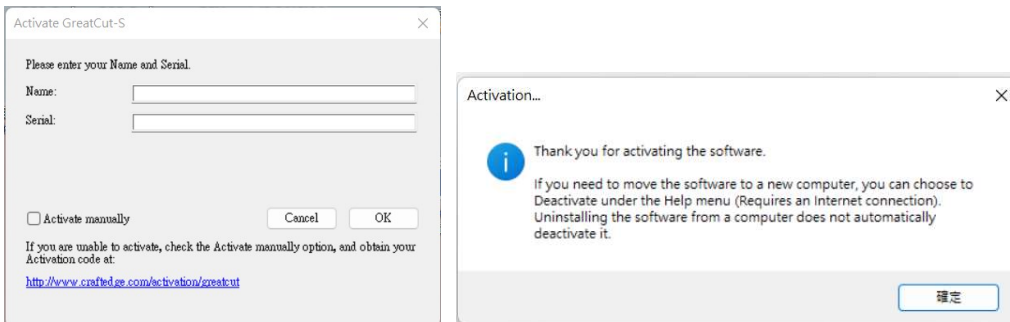 Activate GreatCut-S
Please enter your Name and Serial.
Name:
Serial:
Activate manually
Cancel
OK
If you are unable to activate, check the Activate manually option, and obtain your
Activation code at:
http://www.craftedge.com/activation/greatcut
Activation...
Thank you for activating the software.
If you need to move the software to a new computer, you can choose to
Deactivate under the Help menu (Requires an Internet connection).
Uninstalling the software from a computer does not automatically
deactivate it.
確定